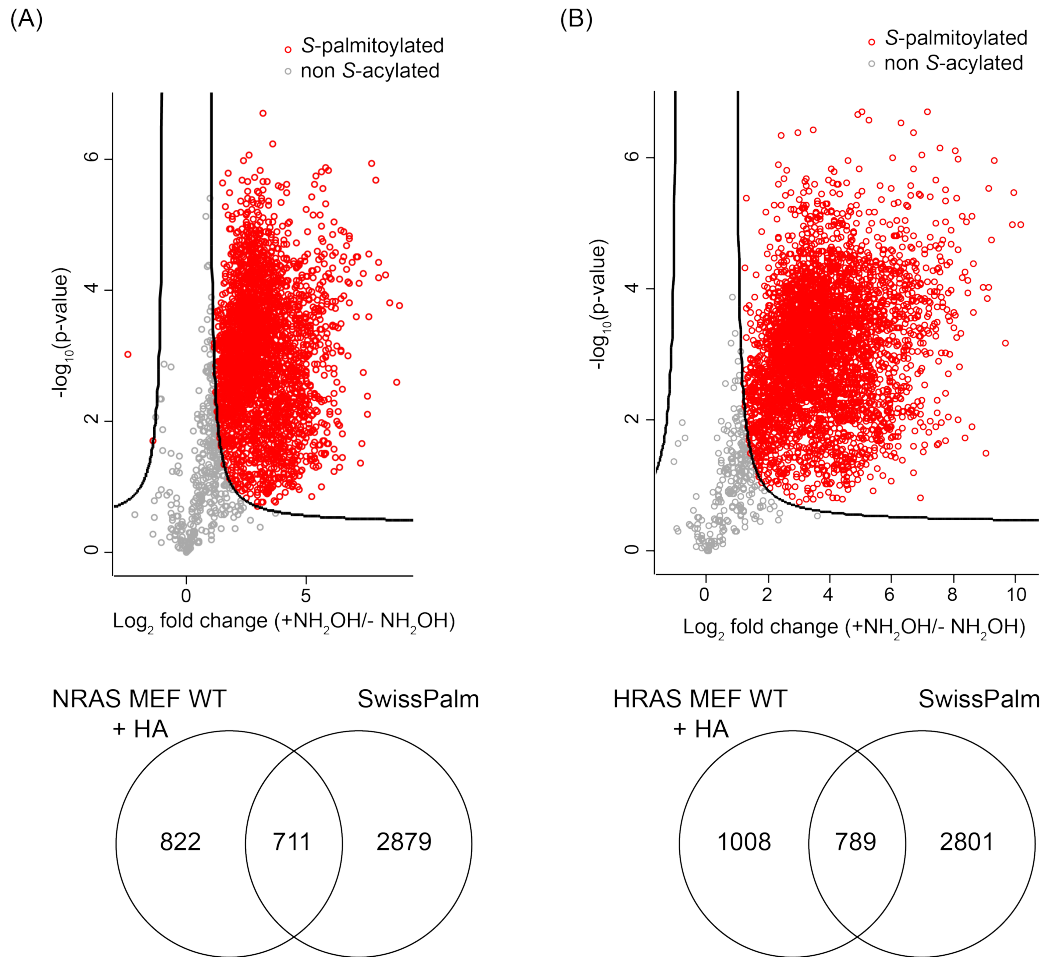 (A)
S-palmitoylated
non S-acylated
6
4
2
0
-log10(p-value)
0 5
Log2 fold change (+NH2OH/- NH2OH)
NRAS MEF WT
+ HA
SwissPalm
822 711 2879
(B)
S-palmitoylated
non S-acylated
6
4
2
0
-log10(p-value)
0 2 4 6 8 10
Log2 fold change (+NH2OH/- NH2OH)
HRAS MEF WT
+ HA
SwissPalm
1008 789 2801